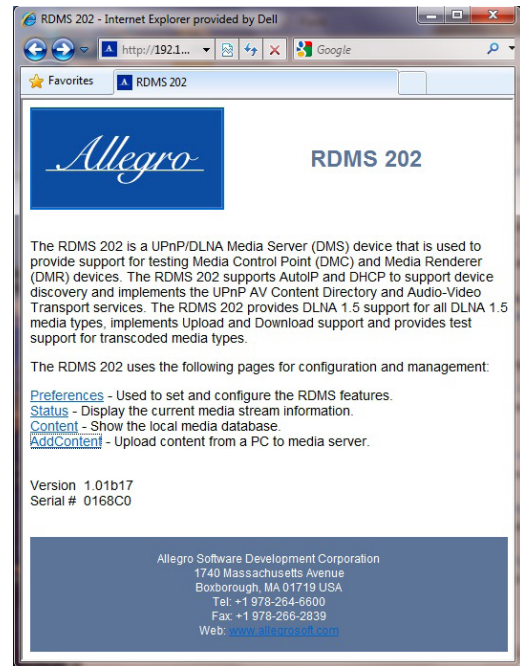 RDMS 202 - Internet Explorer provided by Dell
http://192.1...
Google
Favorites
RDMS 202
Allegro
RDMS 202
The RDMS 202 is a UPnP/DLNA Media Server (DMS) device that is used to
provide support for testing Media Control Point (DMC) and Media Renderer
(DMR) devices. The RDMS 202 supports AutoIP and DHCP to support device
discovery and implements the UPnP AV Content Directory and Audio-Video
Transport services. The RDMS 202 provides DLNA 1.5 support for all DLNA 1.5
media types, implements Upload and Download support and provides test
support for transcoded media types.
The RDMS 202 uses the following pages for configuration and management:
Preferences - Used to set and configure the RDMS features.
Status - Display the current media stream information.
Content - Show the local media database.
AddContent - Upload content from a PC to media server.
Version 1.01b17
Serial # 0168C0
Allegro Software Development Corporation
1740 Massachusetts Avenue
Boxborough, MA 01719 USA
Tel: +1 978-264-6600
Fax: +1 978-266-2839
Web: www.allegrosoft.com